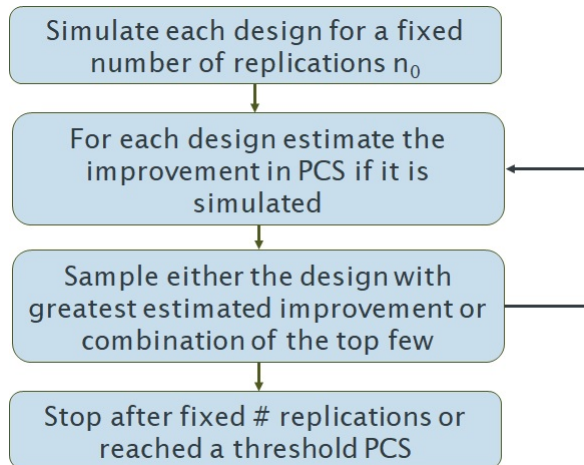 Simulate each design for a fixed
number of replications n₀
For each design estimate the
improvement in PCS if it is
simulated
Sample either the design with
greatest estimated improvement or
combination of the top few
Stop after fixed # replications or
reached a threshold PCS